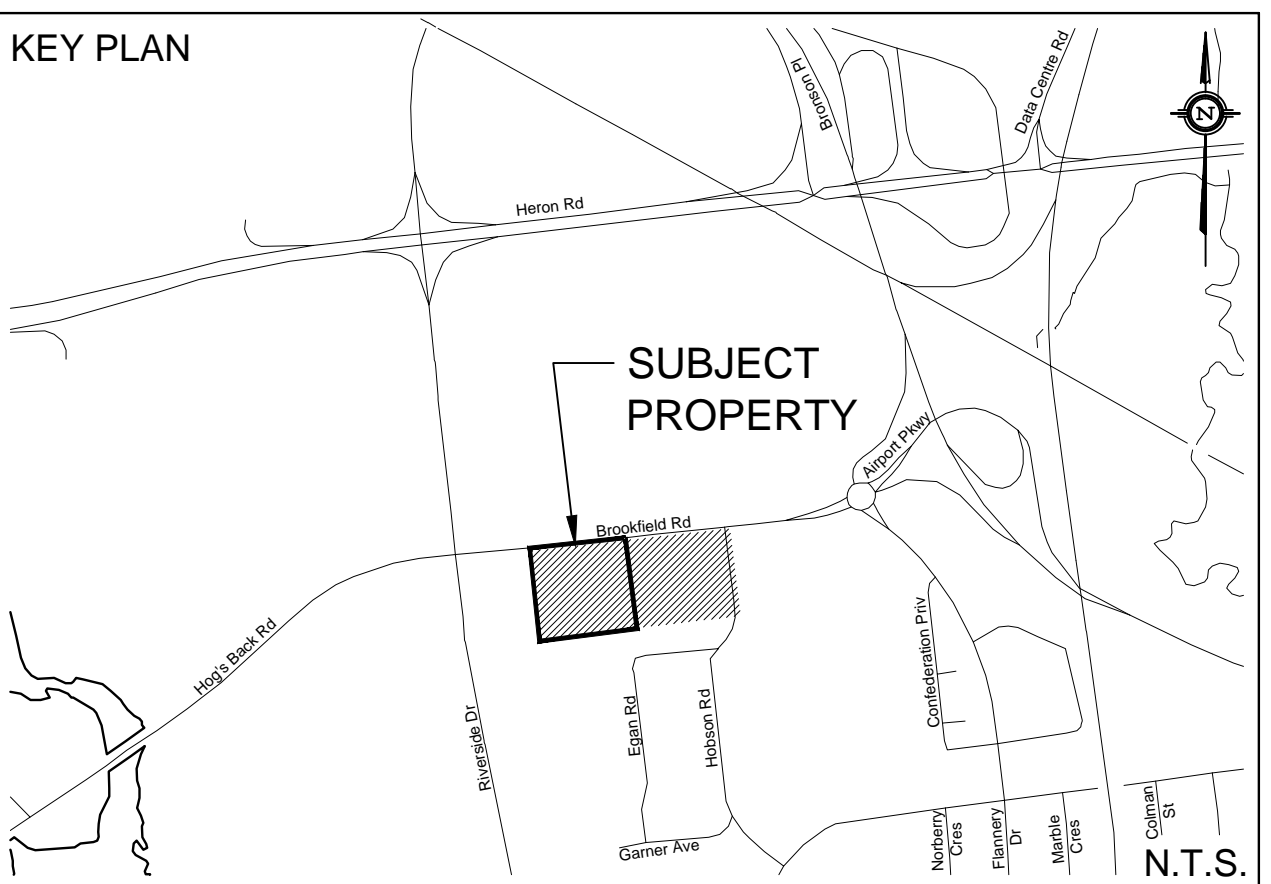 KEY PLAN
Bronson Pl
Data Centre Rd
N
Heron Rd
SUBJECT
PROPERTY
Airport Pkwy
Brookfield Rd
Hog's Back Rd
Riverside Dr
Egan Rd
Hobson Rd
Confederation Priv
Garner Ave
Norberry
Cres
Flannery
Dr
Marble
Cres
Colman
St
N.T.S.